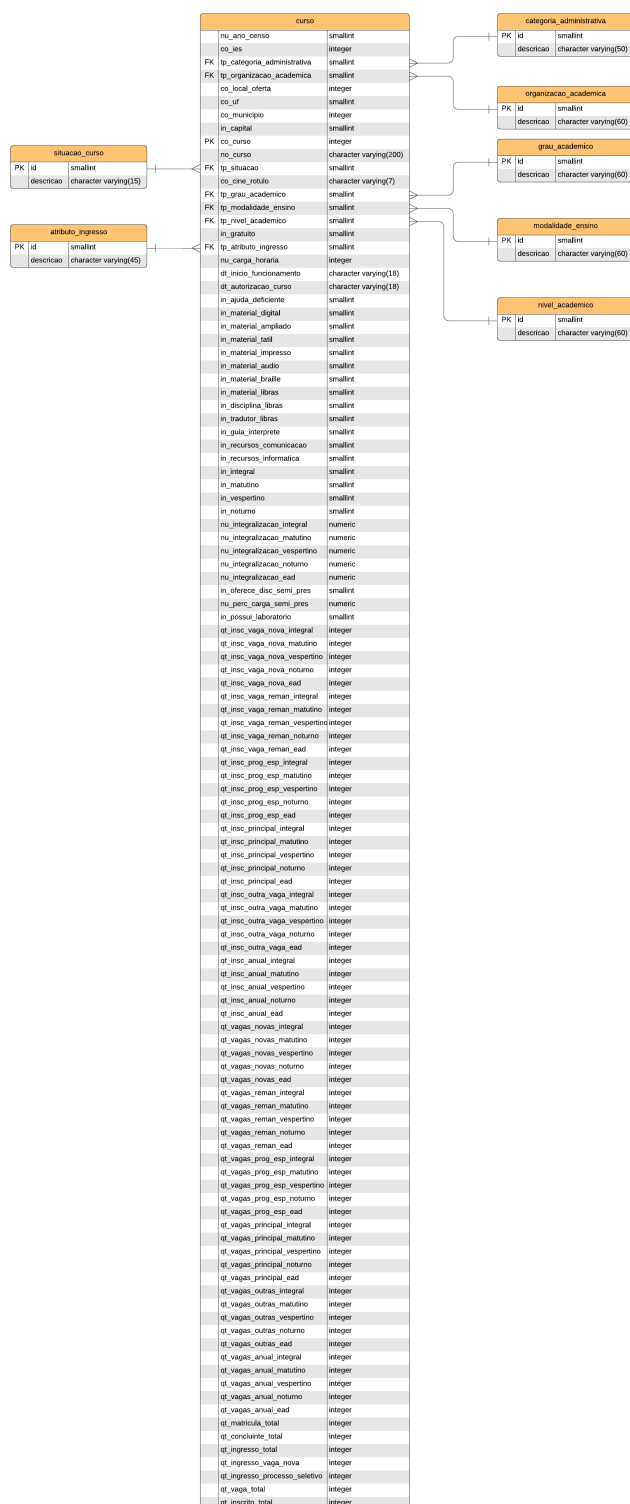 curso
nu_ano_censo smallint
co_ies integer
FK tp_categoria_administrativa smallint
FK tp_organizacao_academica smallint
co_local_oferta integer
co_uf smallint
co_municipio integer
in_capital smallint
PK co_curso integer
no_curso character varying(200)
FK tp_situacao smallint
co_cine_rotulo character varying(7)
FK tp_grau_academico smallint
FK tp_modalidade_ensino smallint
FK tp_nivel_academico smallint
in_gratuito smallint
FK tp_atributo_ingresso smallint
nu_carga_horaria integer
dt_inicio_funcionamento character varying(18)
dt_autorizacao_curso character varying(18)
in_ajuda_deficiente smallint
in_material_digital smallint
in_material_ampliado smallint
in_material_tatil smallint
in_material_impresso smallint
in_material_audio smallint
in_material_braille smallint
in_material_libras smallint
in_disciplina_libras smallint
in_tradutor_libras smallint
in_guia_interprete smallint
in_recursos_comunicacao smallint
in_recursos_informatica smallint
in_integral smallint
in_matutino smallint
in_vespertino smallint
in_noturno smallint
nu_integralizacao_integral numeric
nu_integralizacao_matutino numeric
nu_integralizacao_vespertino numeric
nu_integralizacao_noturno numeric
nu_integralizacao_ead numeric
in_oferece_disc_semi_pres smallint
nu_perc_carga_semi_pres numeric
in_possui_laboratorio smallint
qt_insc_vaga_nova_integral integer
qt_insc_vaga_nova_matutino integer
qt_insc_vaga_nova_vespertino integer
qt_insc_vaga_nova_noturno integer
qt_insc_vaga_nova_ead integer
qt_insc_vaga_reman_integral integer
qt_insc_vaga_reman_matutino integer
qt_insc_vaga_reman_vespertino integer
qt_insc_vaga_reman_noturno integer
qt_insc_vaga_reman_ead integer
qt_insc_prog_esp_integral integer
qt_insc_prog_esp_matutino integer
qt_insc_prog_esp_vespertino integer
qt_insc_prog_esp_noturno integer
qt_insc_prog_esp_ead integer
qt_insc_principal_integral integer
qt_insc_principal_matutino integer
qt_insc_principal_vespertino integer
qt_insc_principal_noturno integer
qt_insc_principal_ead integer
qt_insc_outra_vaga_integral integer
qt_insc_outra_vaga_matutino integer
qt_insc_outra_vaga_vespertino integer
qt_insc_outra_vaga_noturno integer
qt_insc_outra_vaga_ead integer
qt_insc_anual_integral integer
qt_insc_anual_matutino integer
qt_insc_anual_vespertino integer
qt_insc_anual_noturno integer
qt_insc_anual_ead integer
qt_vagas_novas_integral integer
qt_vagas_novas_matutino integer
qt_vagas_novas_vespertino integer
qt_vagas_novas_noturno integer
qt_vagas_novas_ead integer
qt_vagas_reman_integral integer
qt_vagas_reman_matutino integer
qt_vagas_reman_vespertino integer
qt_vagas_reman_noturno integer
qt_vagas_reman_ead integer
qt_vagas_prog_esp_integral integer
qt_vagas_prog_esp_matutino integer
qt_vagas_prog_esp_vespertino integer
qt_vagas_prog_esp_noturno integer
qt_vagas_prog_esp_ead integer
qt_vagas_principal_integral integer
qt_vagas_principal_matutino integer
qt_vagas_principal_vespertino integer
qt_vagas_principal_noturno integer
qt_vagas_principal_ead integer
qt_vagas_outras_integral integer
qt_vagas_outras_matutino integer
qt_vagas_outras_vespertino integer
qt_vagas_outras_noturno integer
qt_vagas_outras_ead integer
qt_vagas_anual_integral integer
qt_vagas_anual_matutino integer
qt_vagas_anual_vespertino integer
qt_vagas_anual_noturno integer
qt_vagas_anual_ead integer
qt_matricula_total integer
qt_concluinte_total integer
qt_ingresso_total integer
qt_ingresso_vaga_nova integer
qt_ingresso_processo_seletivo integer
qt_vaga_total integer
qt_inscrito_total integer
situacao_curso
PK id smallint
descricao character varying(15)
atributo_ingresso
PK id smallint
descricao character varying(45)
categoria_administrativa
PK id smallint
descricao character varying(50)
organizacao_academica
PK id smallint
descricao character varying(60)
grau_academico
PK id smallint
descricao character varying(60)
modalidade_ensino
PK id smallint
descricao character varying(60)
nivel_academico
PK id smallint
descricao character varying(60)